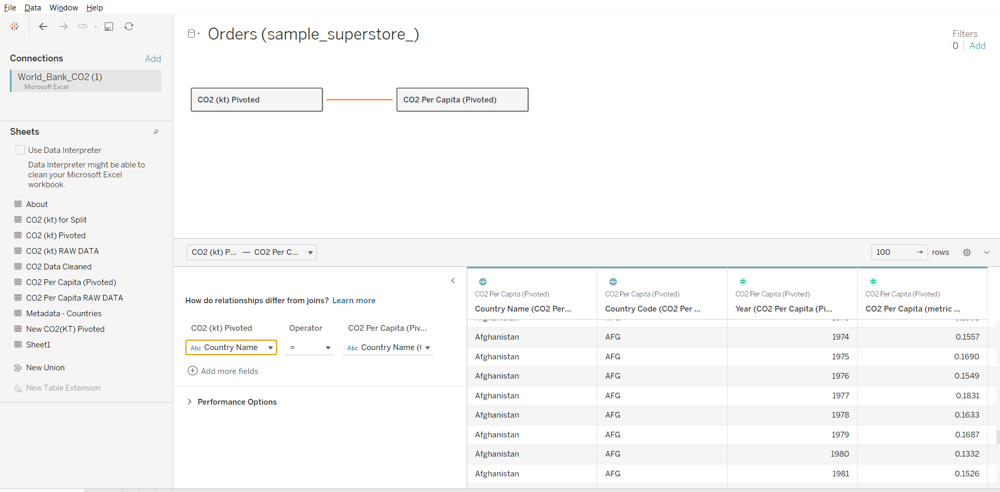 File Data Window Help
Orders (sample_superstore_)
Filters
0 Add
Connections Add
World_Bank_CO2 (1)
Microsoft Excel
CO2 (kt) Pivoted
CO2 Per Capita (Pivoted)
Sheets
Use Data Interpreter
Data Interpreter might be able to
clean your Microsoft Excel
workbook.
About
CO2 (kt) for Split
CO2 (kt) Pivoted
CO2 (kt) RAW DATA
CO2 Data Cleaned
CO2 Per Capita (Pivoted)
CO2 Per Capita RAW DATA
Metadata - Countries
New CO2(KT) Pivoted
Sheet1
New Union
New Table Extension
CO2 (kt) P... — CO2 Per C...
100 → rows
How do relationships differ from joins? Learn more
CO2 (kt) Pivoted Operator CO2 Per Capita (Piv...
Abc Country Name = Abc Country Name ((
Add more fields
Performance Options
CO2 Per Capita (Pivoted) CO2 Per Capita (Pivoted) CO2 Per Capita (Pivoted) CO2 Per Capita (Pivoted)
Country Name (CO2 Per... Country Code (CO2 Per ... Year (CO2 Per Capita (Pi... CO2 Per Capita (metric ...
Afghanistan AFG 1974 0.1557
Afghanistan AFG 1975 0.1690
Afghanistan AFG 1976 0.1549
Afghanistan AFG 1977 0.1831
Afghanistan AFG 1978 0.1633
Afghanistan AFG 1979 0.1687
Afghanistan AFG 1980 0.1332
Afghanistan AFG 1981 0.1526